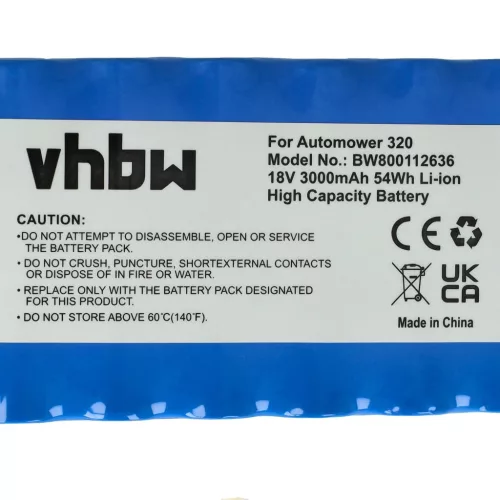 vhbw
For Automower 320
Model No.: BW800112636
18V 3000mAh 54Wh Li-ion
High Capacity Battery
CAUTION:
•DO NOT ATTEMPT TO DISASSEMBLE, OPEN OR SERVICE
THE BATTERY PACK.
•DO NOT CRUSH, PUNCTURE, SHORTEXTERNAL CONTACTS
OR DISPOSE OF IN FIRE OR WATER.
•REPLACE ONLY WITH THE BATTERY PACK DESIGNATED
FOR THIS PRODUCT.
•DO NOT STORE ABOVE 60℃(140℉).
CE
UK
CA
Made in China